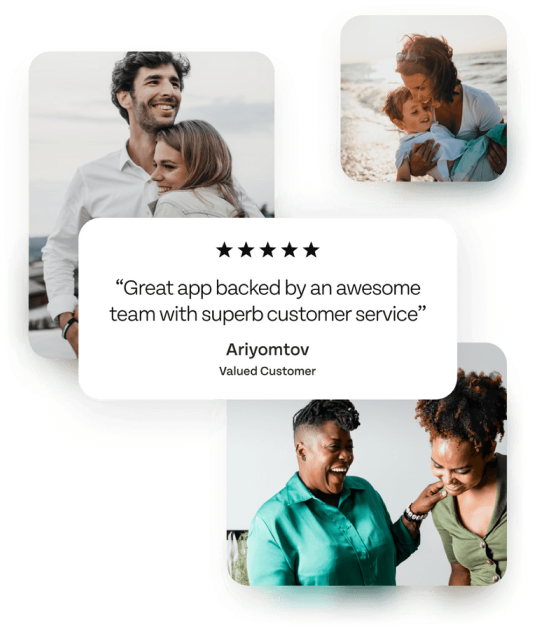 ★★★★★
“Great app backed by an awesome
team with superb customer service”
Ariyomtov
Valued Customer